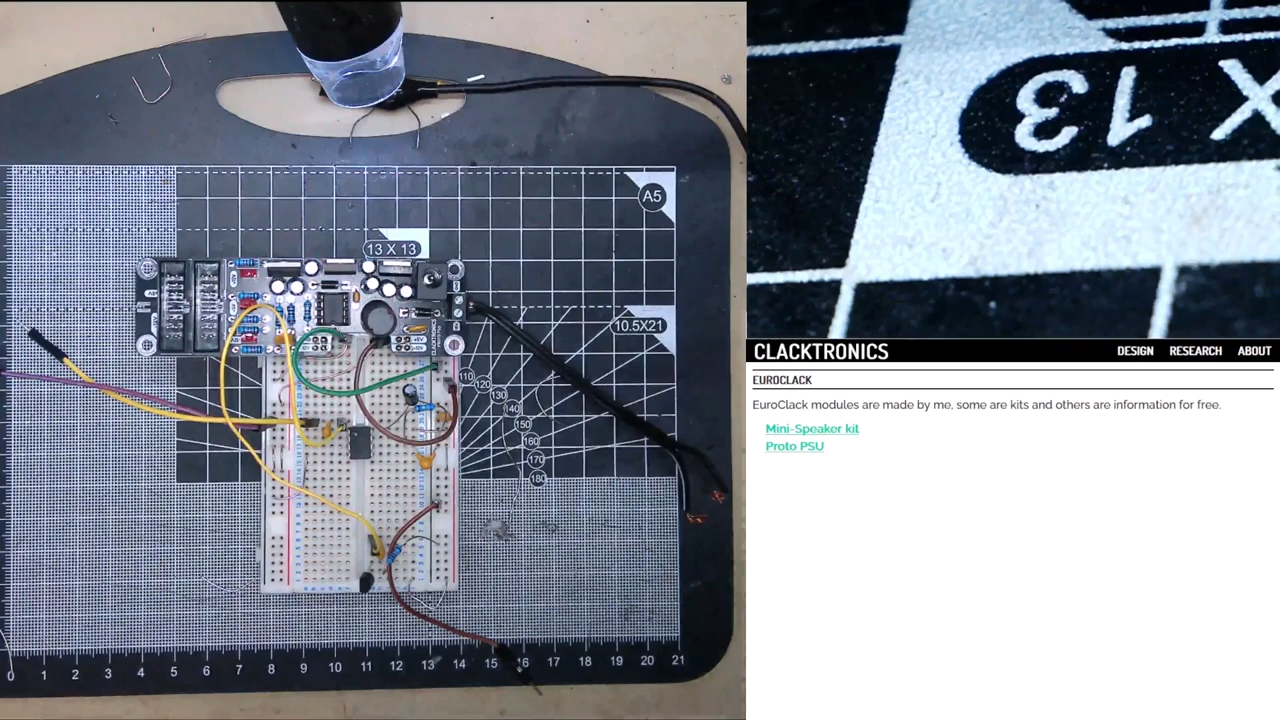 A5
13 X 13
10.5X21
110
120
130
140
150
160
170
180
CLACKTRONICS
0 1 2 3 4 5 6 7 8 9 10 11 12 13 14 15 16 17 18 19 20 21
X 13
CLACKTRONICS
DESIGN RESEARCH ABOUT
EUROCLACK
EuroClack modules are made by me, some are kits and others are information for free.
Mini-Speaker kit
Proto PSU